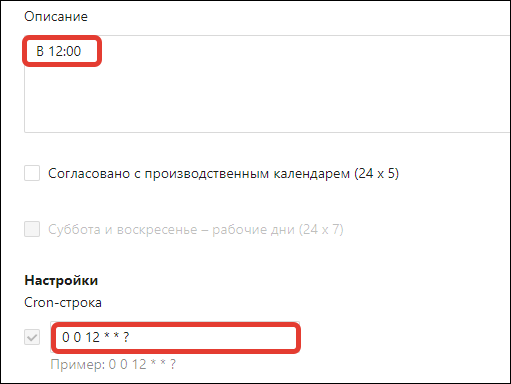 Описание
В 12:00
Согласовано с производственным календарем (24 x 5)
Суббота и воскресенье – рабочие дни (24 x 7)
Настройки
Cron-строка
0 0 12 * * ?
Пример: 0 0 12 * * ?